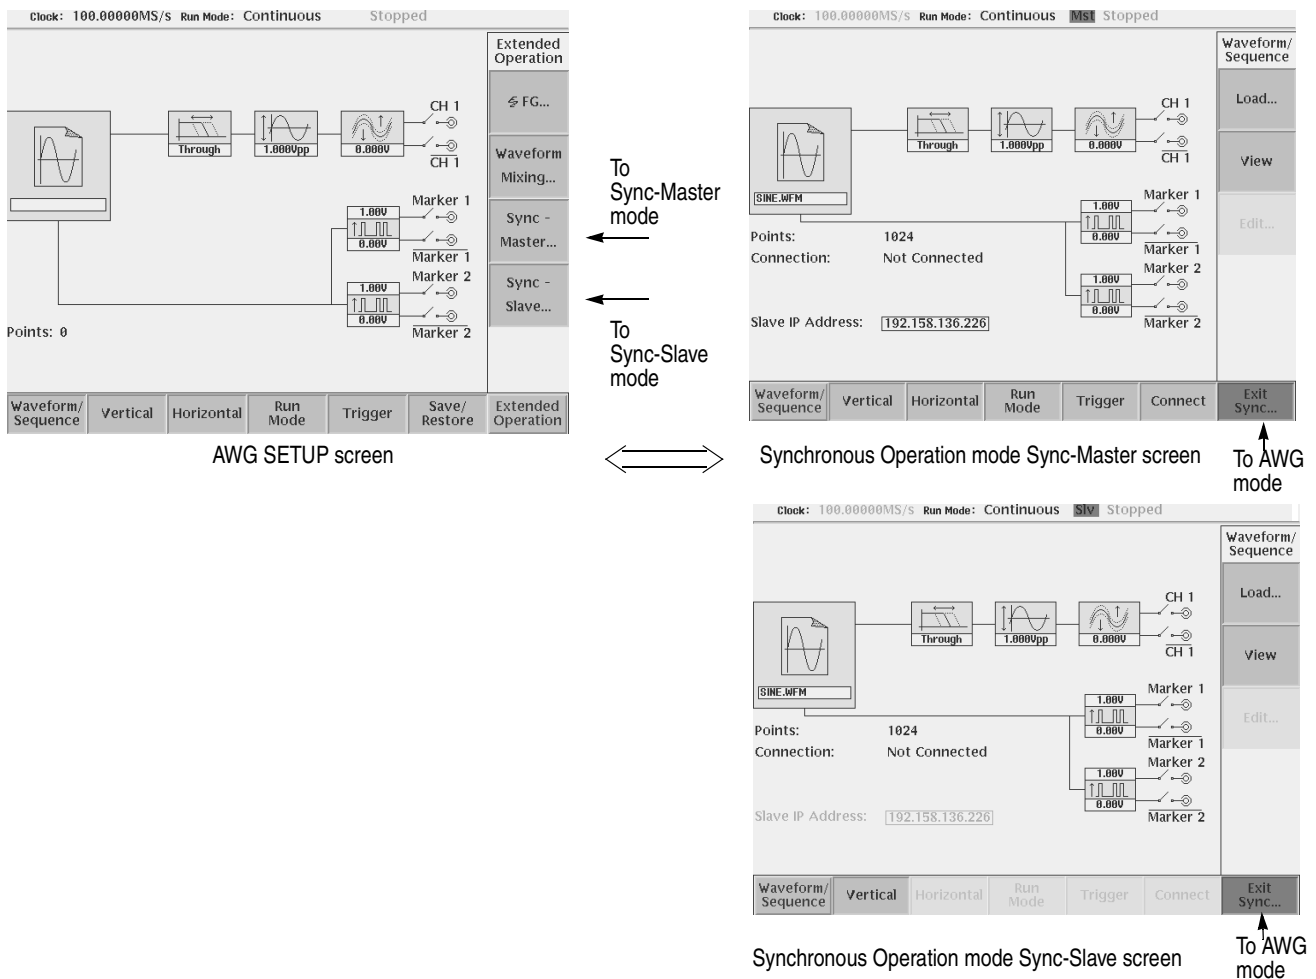 Clock: 100.00000MS/s Run Mode: Continuous Stopped
Extended
Operation
FG...
Waveform
Mixing...
Sync -
Master...
Sync -
Slave...
CH 1
CH 1
Through
1.000Vpp
0.000V
Marker 1
1.00V
0.00V
Marker 1
Marker 2
1.00V
0.00V
Marker 2
Points: 0
Waveform/
Sequence
Vertical
Horizontal
Run
Mode
Trigger
Save/
Restore
Extended
Operation
AWG SETUP screen
To
Sync-Master
mode
To
Sync-Slave
mode
Clock: 100.00000MS/s Run Mode: Continuous Mst Stopped
Waveform/
Sequence
Load...
View
Edit...
CH 1
CH 1
Through
1.000Vpp
0.000V
SINE.WFM
Marker 1
1.00V
0.00V
Marker 1
Marker 2
1.00V
0.00V
Marker 2
Points: 1024
Connection: Not Connected
Slave IP Address: 192.158.136.226
Waveform/
Sequence
Vertical
Horizontal
Run
Mode
Trigger
Connect
Exit
Sync...
Synchronous Operation mode Sync-Master screen
To AWG
mode
Clock: 100.00000MS/s Run Mode: Continuous Slv Stopped
Waveform/
Sequence
Load...
View
Edit...
CH 1
CH 1
Through
1.000Vpp
0.000V
SINE.WFM
Marker 1
1.00V
0.00V
Marker 1
Marker 2
1.00V
0.00V
Marker 2
Points: 1024
Connection: Not Connected
Slave IP Address: 192.158.136.226
Waveform/
Sequence
Vertical
Horizontal
Run
Mode
Trigger
Connect
Exit
Sync...
Synchronous Operation mode Sync-Slave screen
To AWG
mode